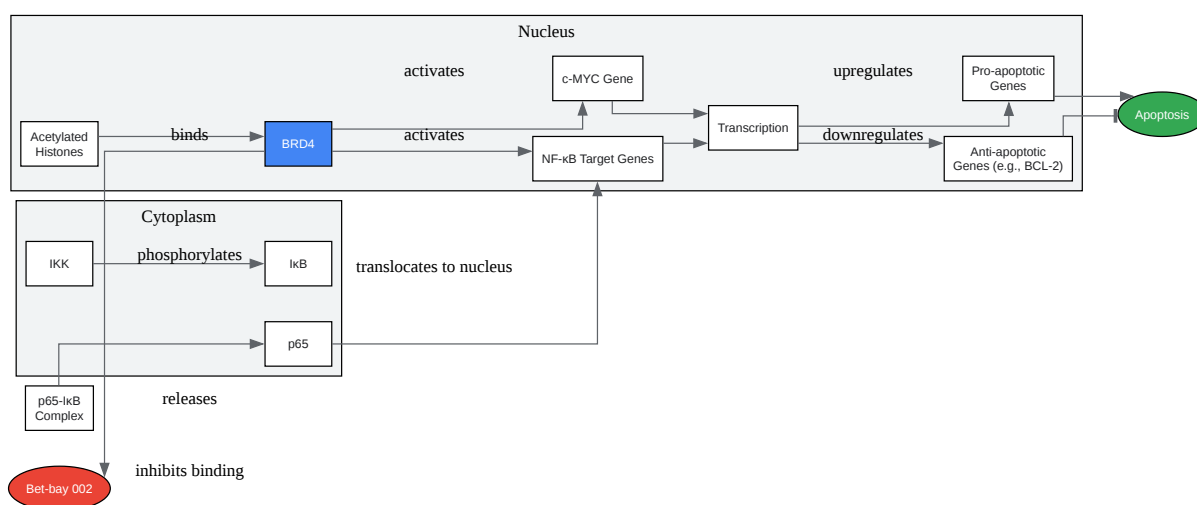 Nucleus
activates
c-MYC Gene
upregulates
Pro-apoptotic
Genes
Apoptosis
Acetylated
Histones
binds
BRD4
activates
NF-κB Target Genes
Transcription
downregulates
Anti-apoptotic
Genes (e.g., BCL-2)
Cytoplasm
IKK
phosphorylates
IκB
translocates to nucleus
p65
p65-IκB
Complex
releases
inhibits binding
Bet-bay 002